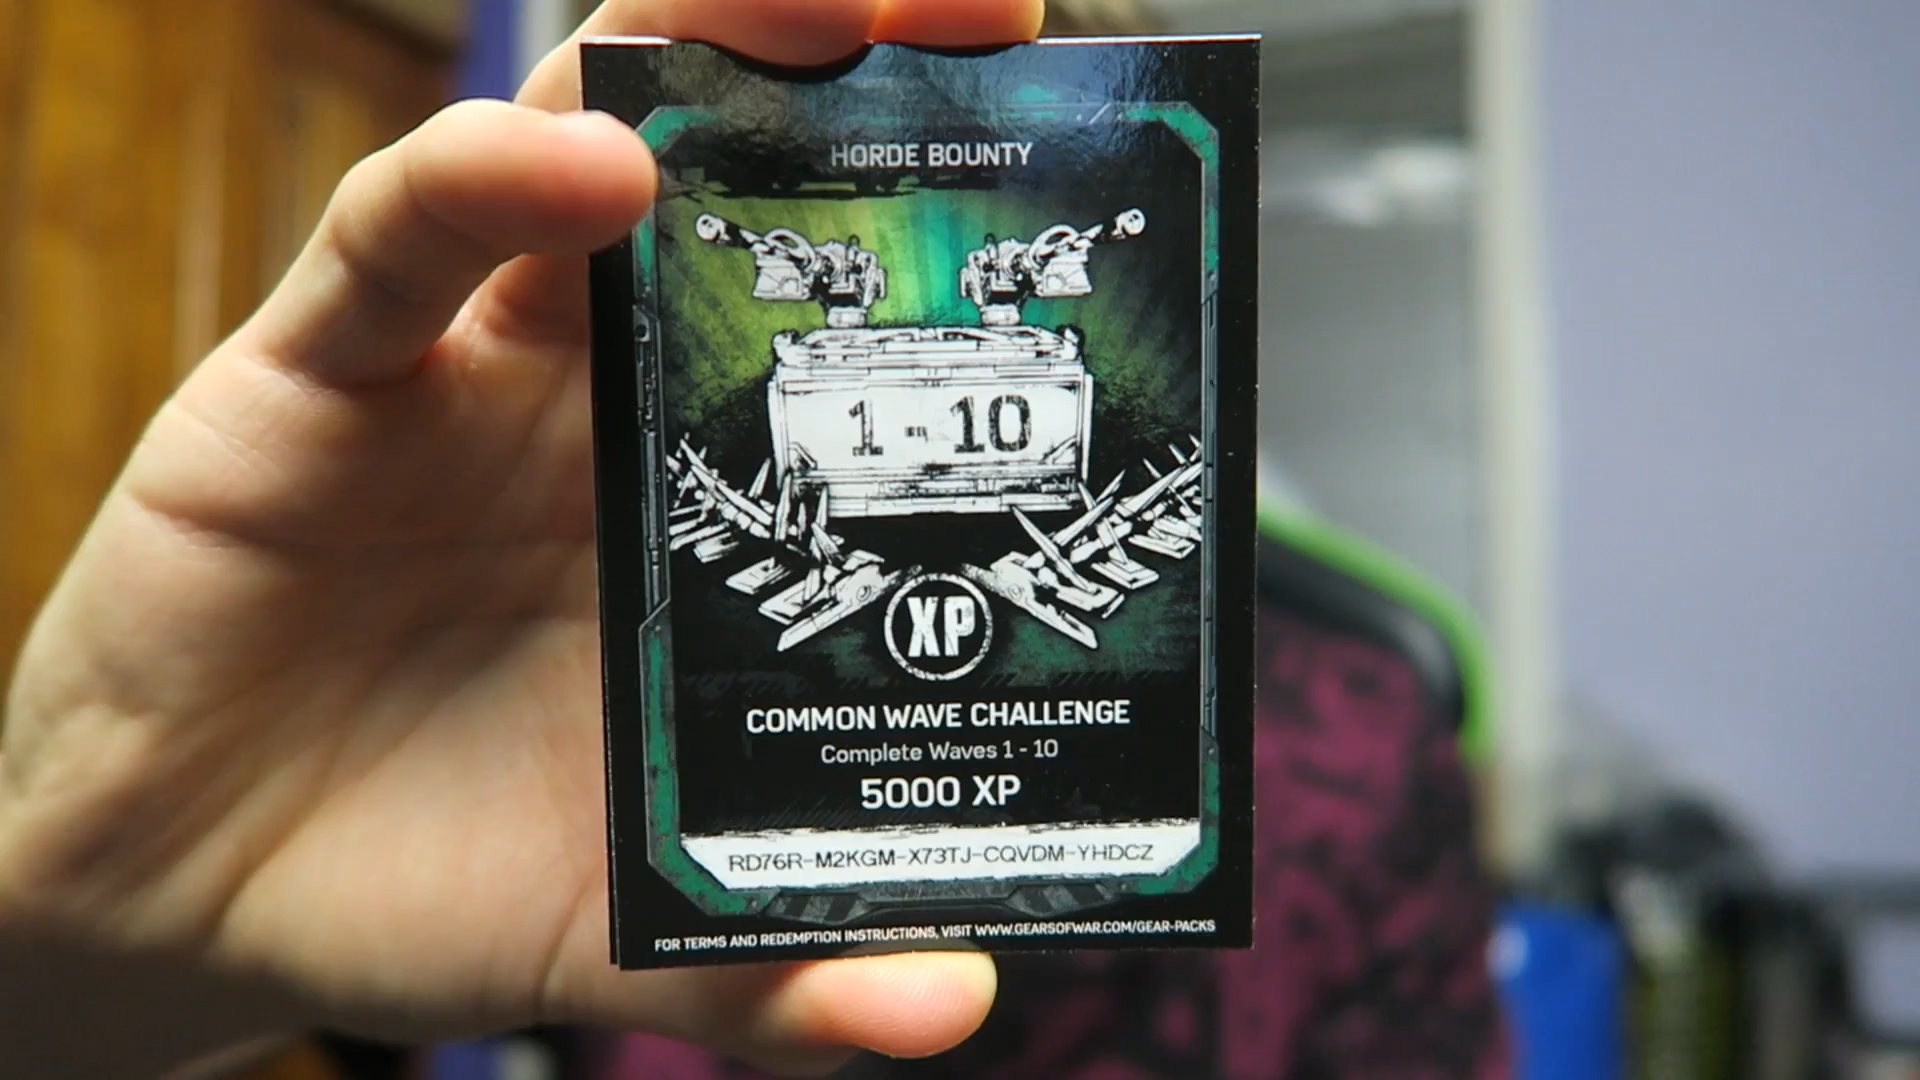 HORDE BOUNTY
1 - 10
XP
COMMON WAVE CHALLENGE
Complete Waves 1 - 10
5000 XP
RD76R-M2KGM-X73TJ-CQVDM-YHDCZ
FOR TERMS AND REDEMPTION INSTRUCTIONS, VISIT WWW.GEARSOFWAR.COM/GEAR-PACKS